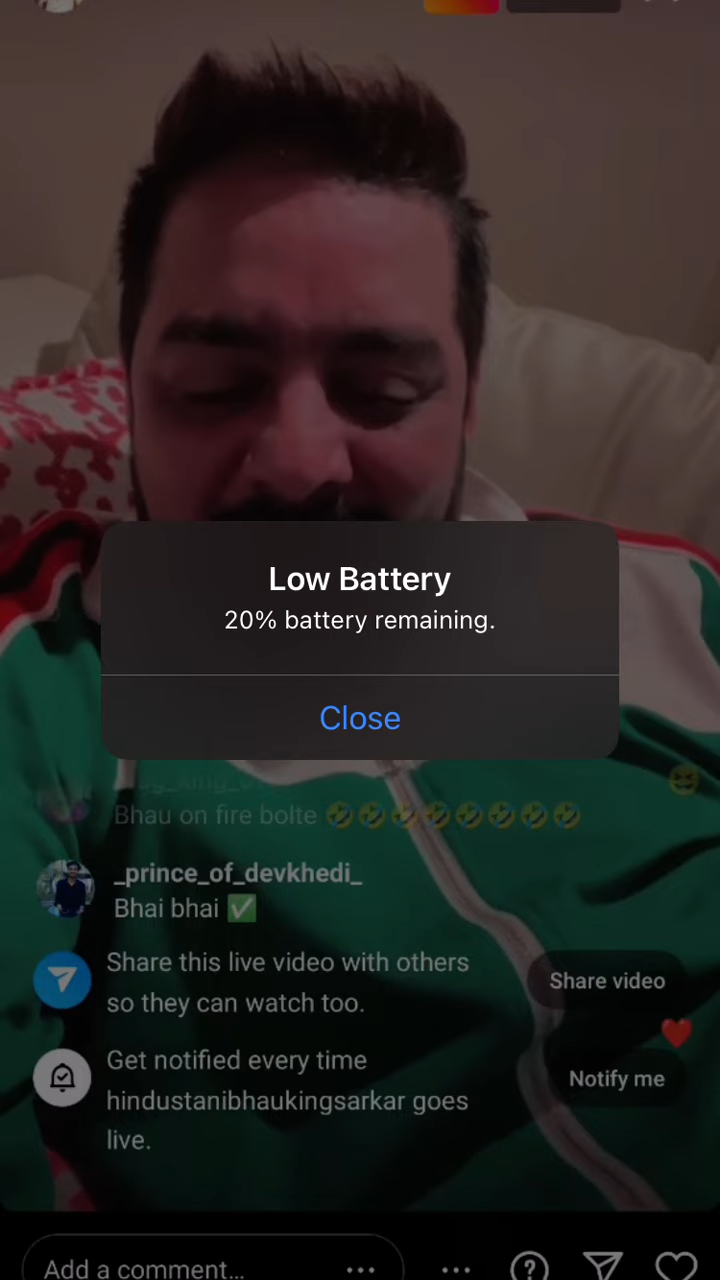 Low Battery
20% battery remaining.
Close
Bhau on fire bolte 🤣🤣🤣🤣🤣🤣🤣🤣
_prince_of_devkhedi_
Bhai bhai ✅
Share this live video with others
so they can watch too.
Share video
Get notified every time
hindustanibhaukingsarkar goes
live.
Notify me
Add a comment...